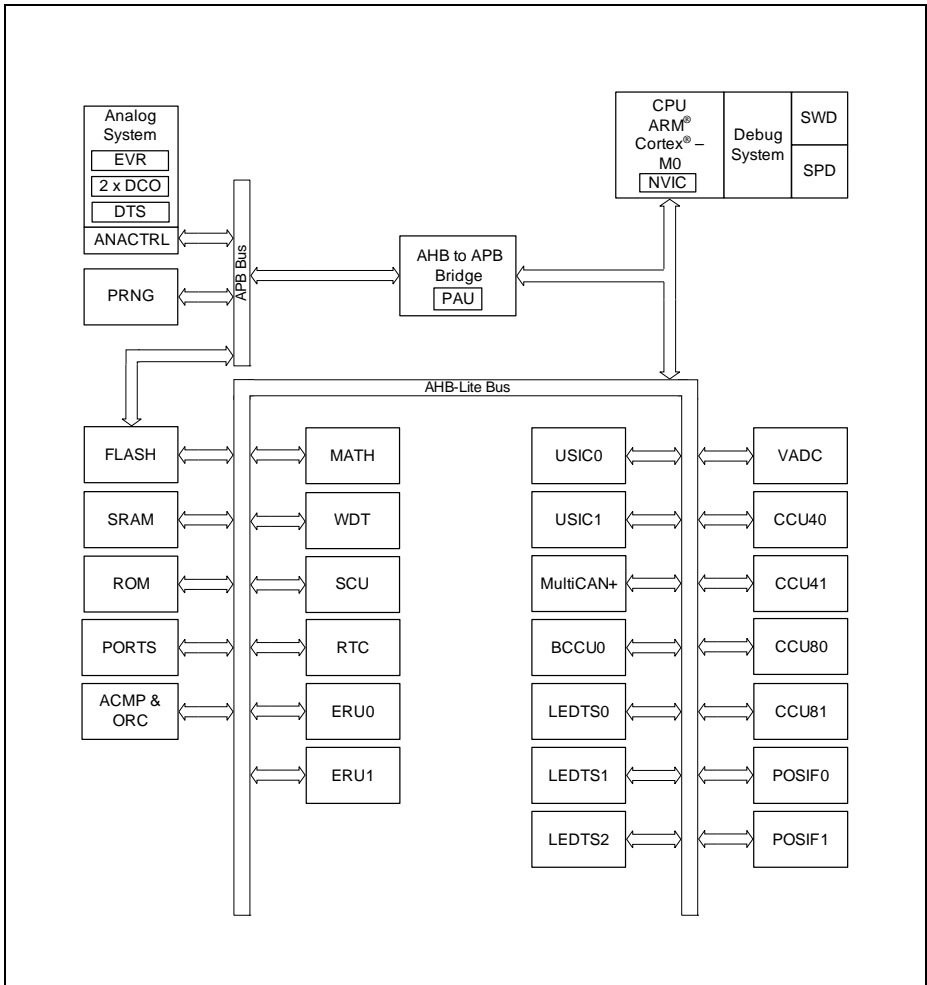 Analog
System
EVR
2 x DCO
DTS
ANACTRL
PRNG
APB Bus
AHB to APB
Bridge
PAU
CPU
ARM®
Cortex® –
M0
NVIC
Debug
System
SWD
SPD
AHB-Lite Bus
FLASH
SRAM
ROM
PORTS
ACMP &
ORC
MATH
WDT
SCU
RTC
ERU0
ERU1
USIC0
USIC1
MultiCAN+
BCCU0
LEDTS0
LEDTS1
LEDTS2
VADC
CCU40
CCU41
CCU80
CCU81
POSIF0
POSIF1